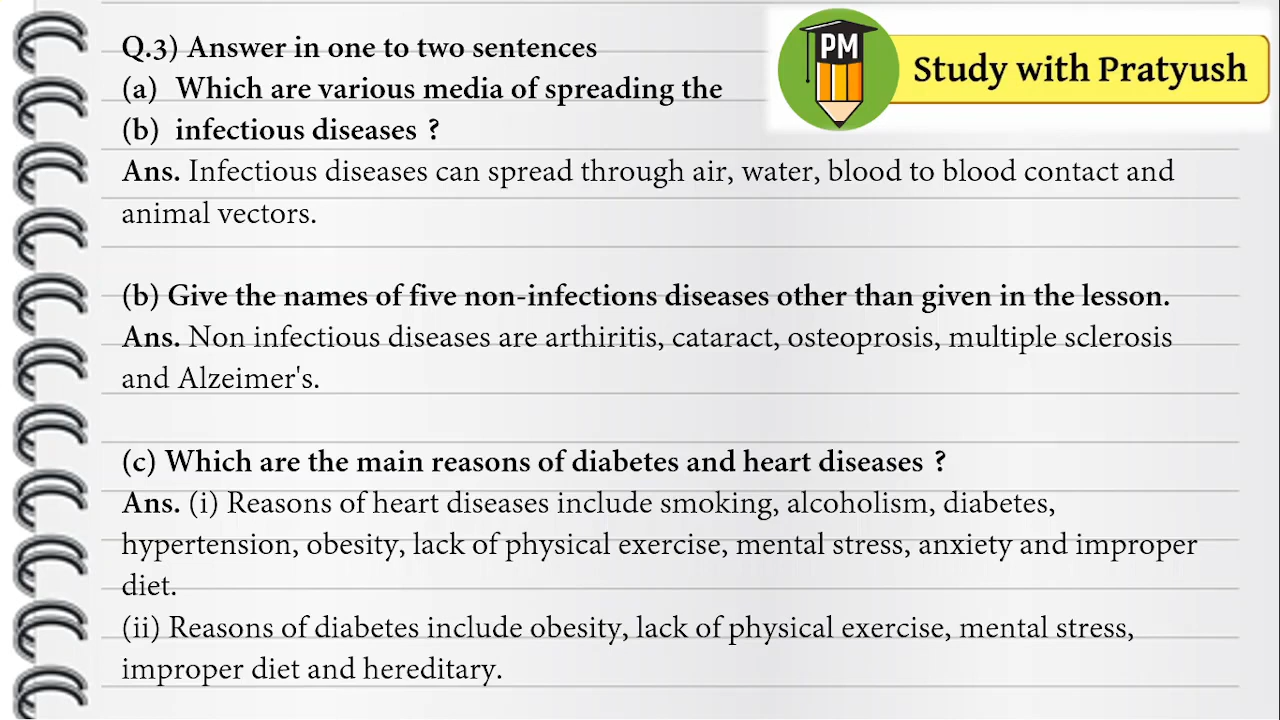 Q.3) Answer in one to two sentences
PM
Study with Pratyush
(a) Which are various media of spreading the
(b) infectious diseases ?
Ans. Infectious diseases can spread through air, water, blood to blood contact and
animal vectors.
(b) Give the names of five non-infections diseases other than given in the lesson.
Ans. Non infectious diseases are arthiritis, cataract, osteoprosis, multiple sclerosis
and Alzeimer's.
(c) Which are the main reasons of diabetes and heart diseases ?
Ans. (i) Reasons of heart diseases include smoking, alcoholism, diabetes,
hypertension, obesity, lack of physical exercise, mental stress, anxiety and improper
diet.
(ii) Reasons of diabetes include obesity, lack of physical exercise, mental stress,
improper diet and hereditary.